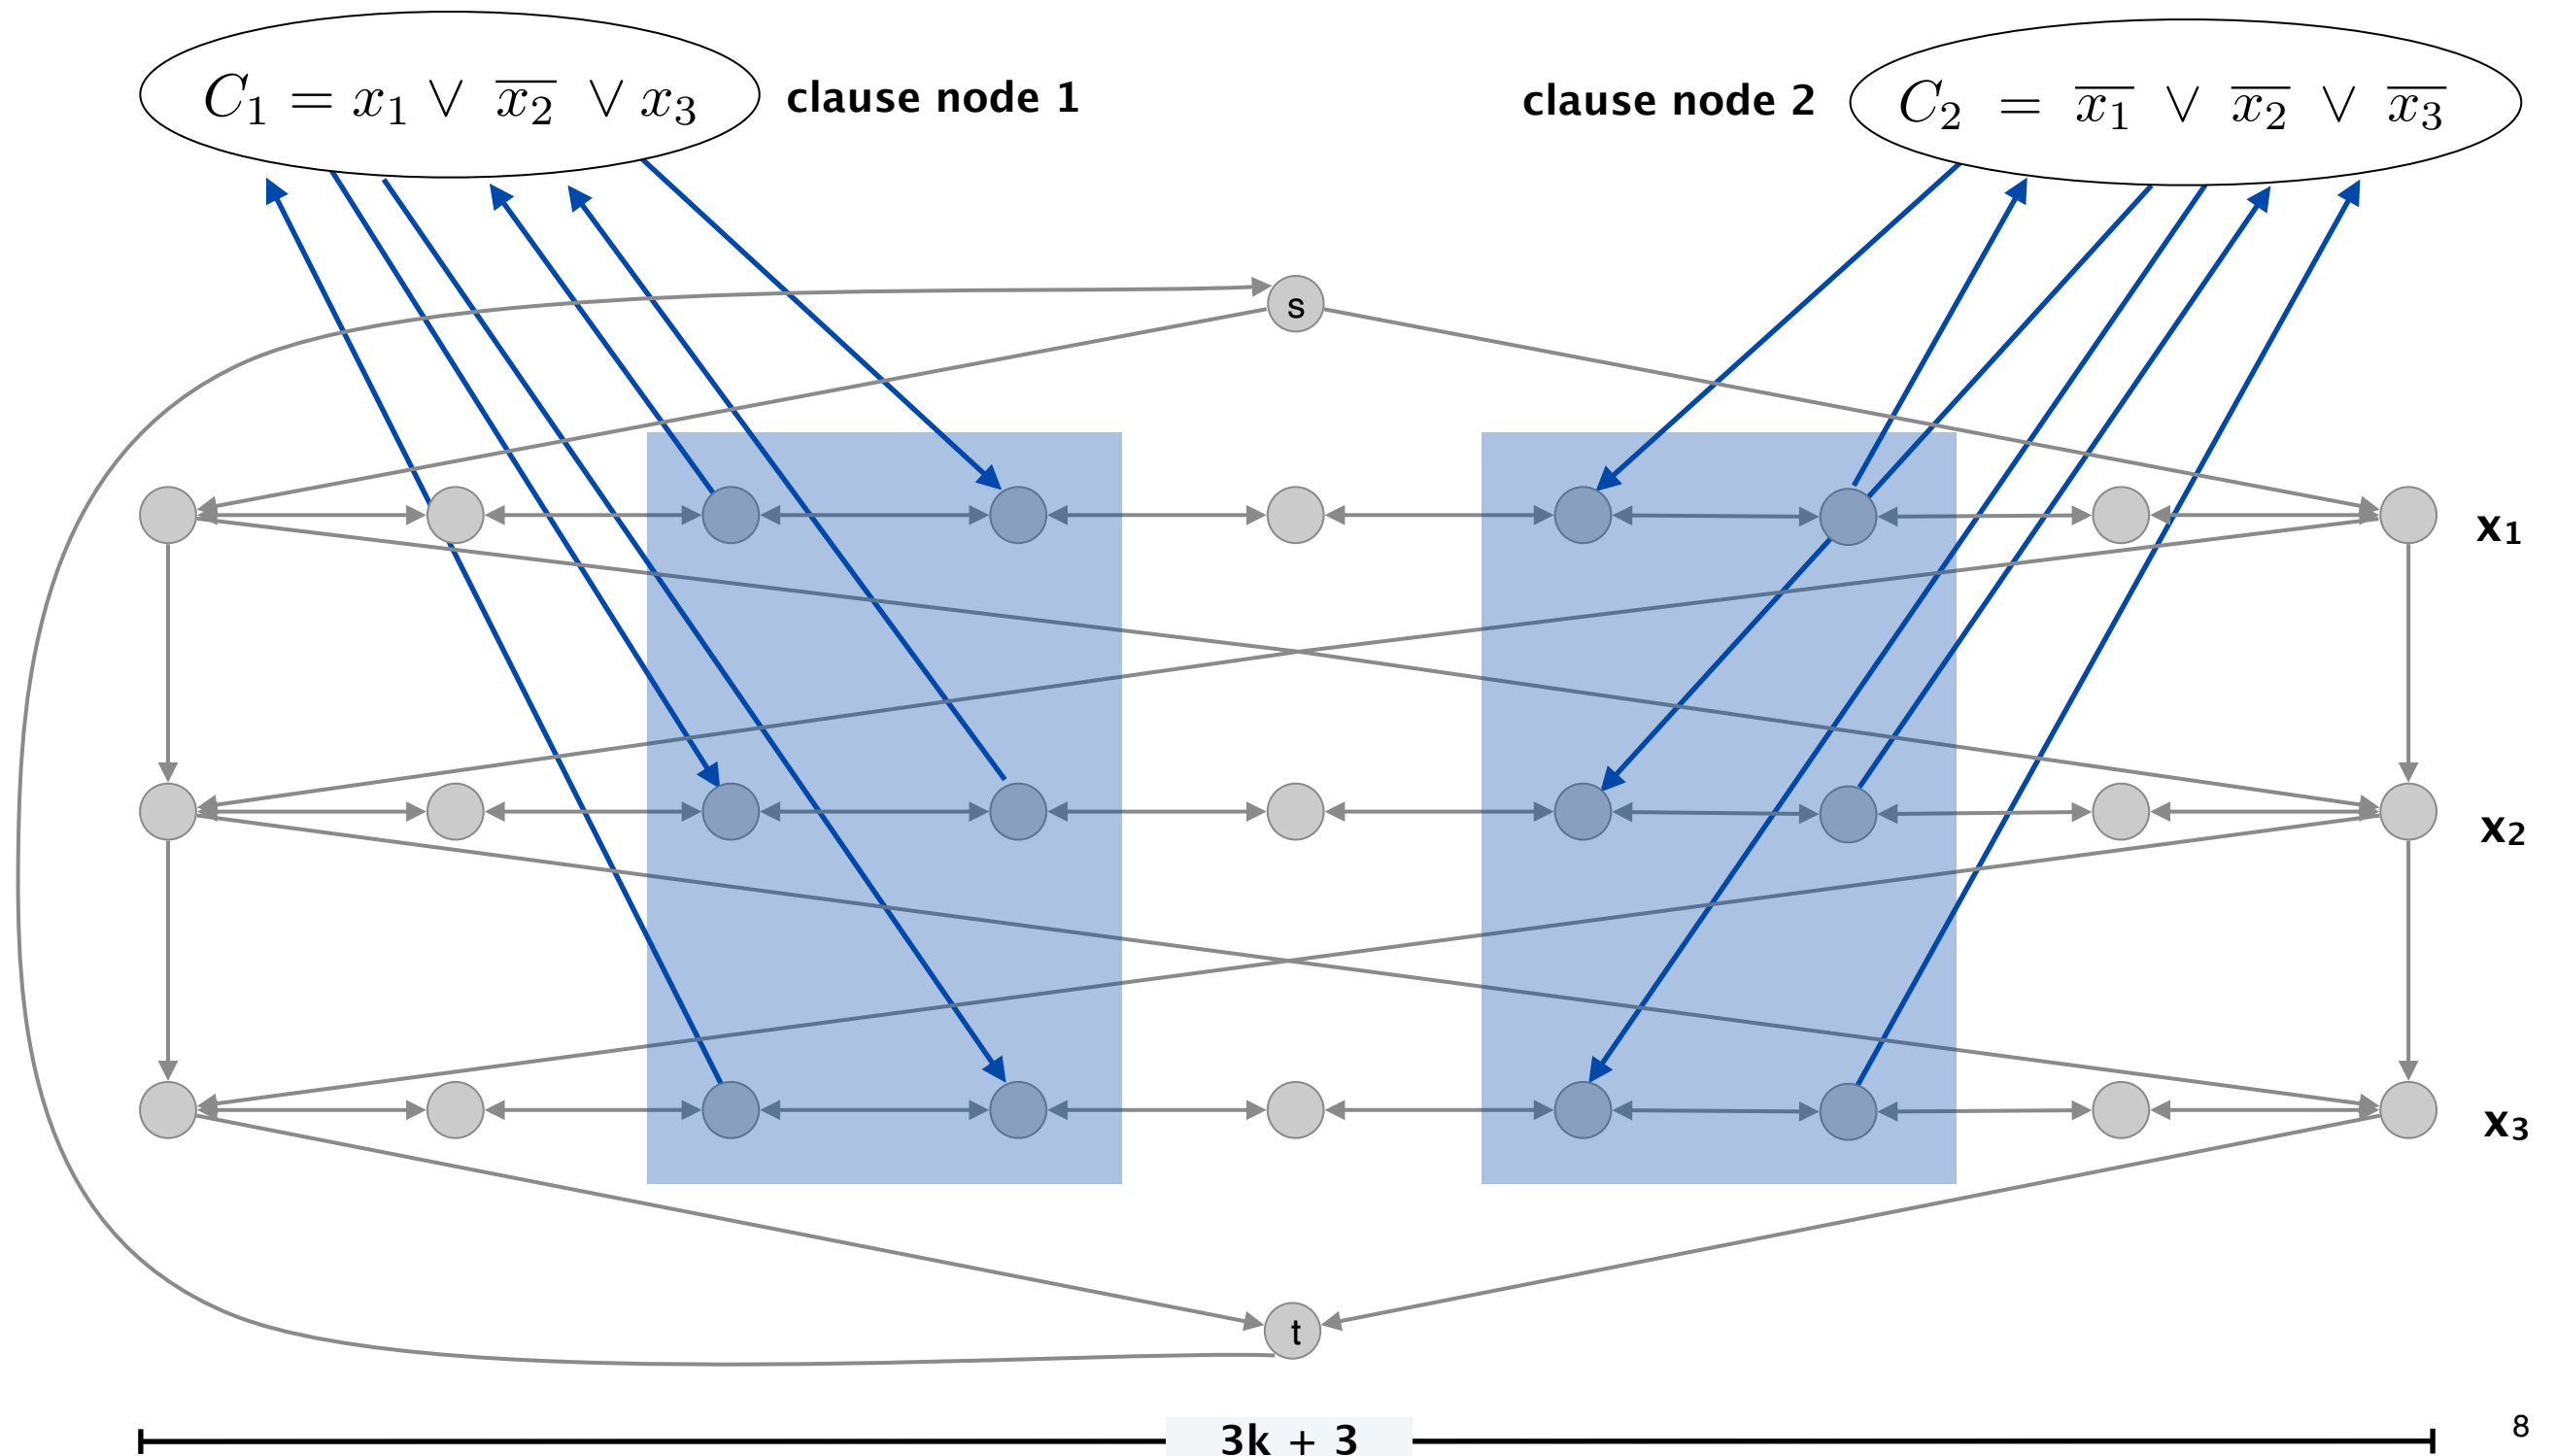 C₁ = x₁ ∨ x̅₂ ∨ x₃
clause node 1
clause node 2
C₂ = x̅₁ ∨ x̅₂ ∨ x̅₃
s
x₁
x₂
x₃
t
3k + 3
8